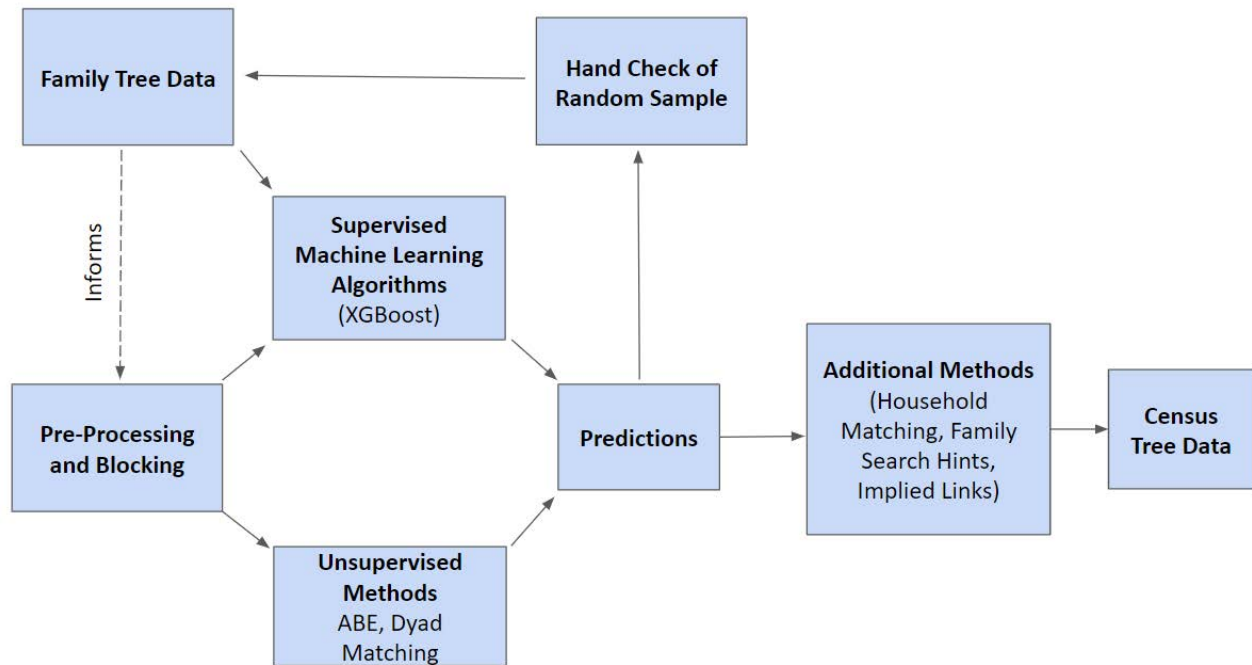 Family Tree Data
Hand Check of
Random Sample
Supervised
Machine Learning
Algorithms
(XGBoost)
Informs
Pre-Processing
and Blocking
Predictions
Additional Methods
(Household
Matching, Family
Search Hints,
Implied Links)
Census
Tree Data
Unsupervised
Methods
ABE, Dyad
Matching